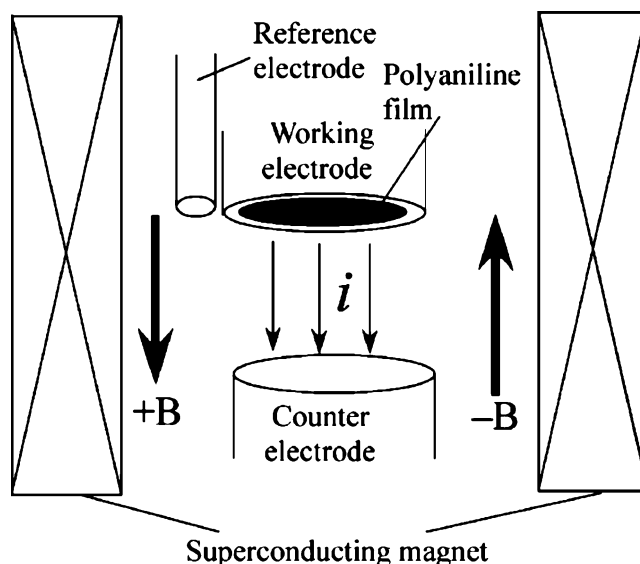 Reference
electrode
Polyaniline
film
Working
electrode
i
+B
–B
Counter
electrode
Superconducting magnet